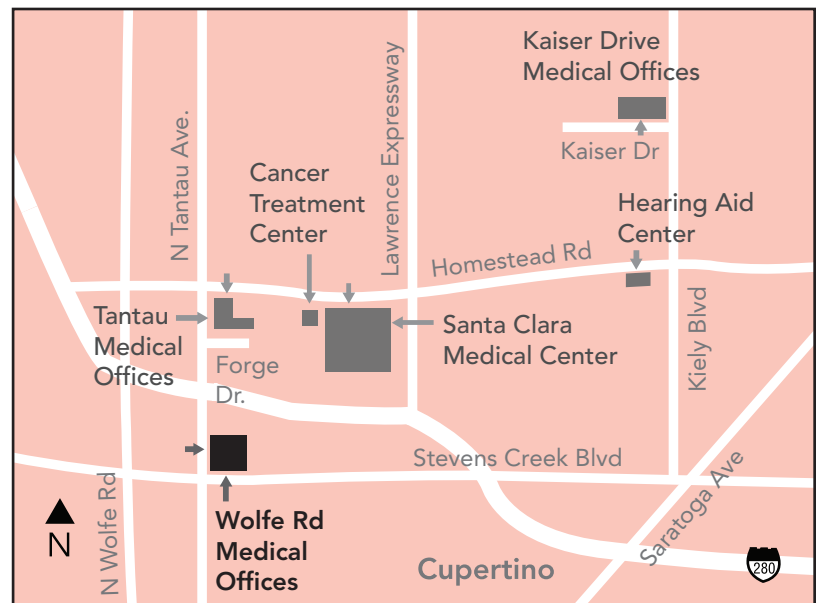 Kaiser Drive
Medical Offices
Kaiser Dr
N Tantau Ave.
Cancer
Treatment
Center
Lawrence Expressway
Hearing Aid
Center
Homestead Rd
Tantau
Medical
Offices
Forge
Dr.
Santa Clara
Medical Center
Kiely Blvd
Stevens Creek Blvd
N Wolfe Rd
N
Wolfe Rd
Medical
Offices
Cupertino
Saratoga Ave
280